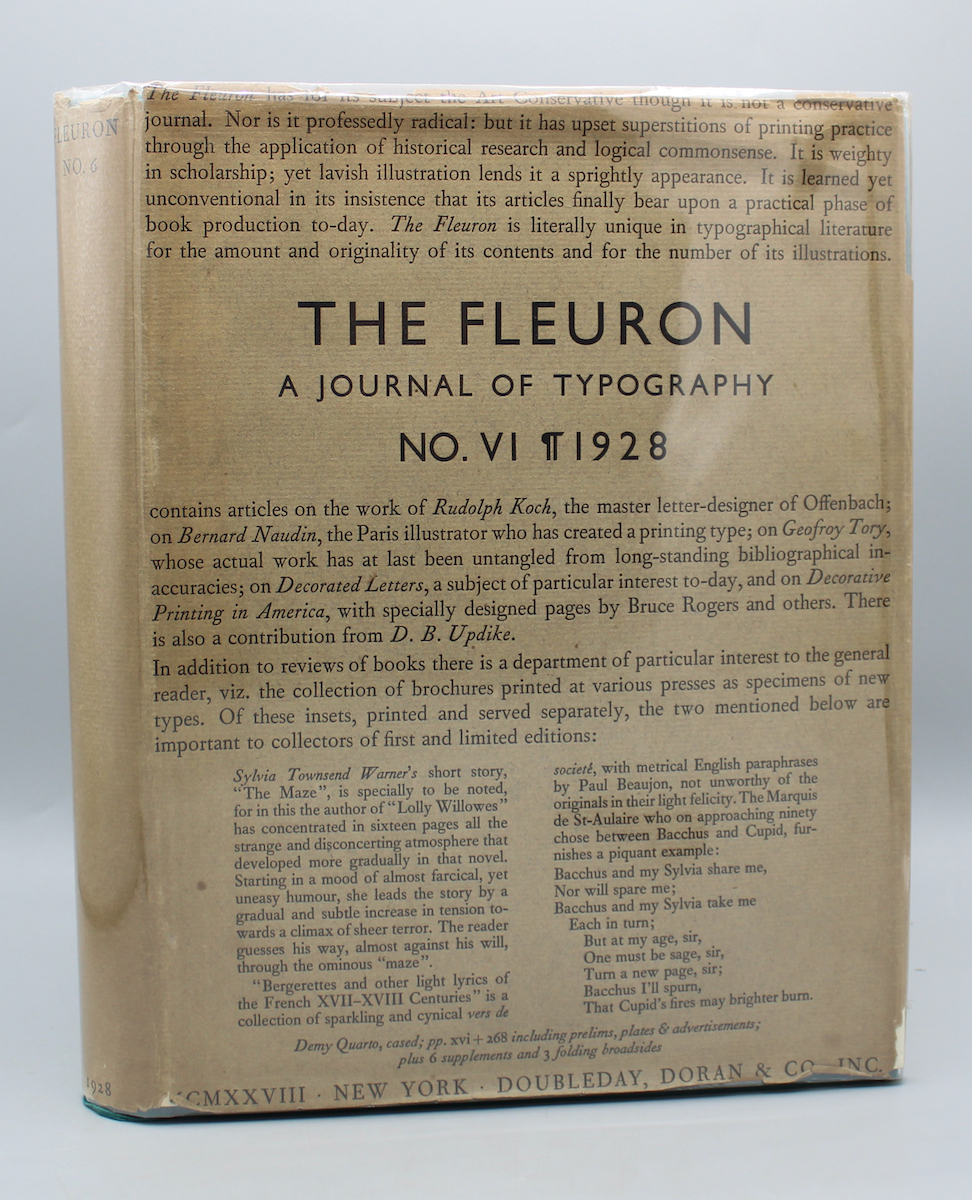 FLEURON
NO. 6
1928
The Fleuron has for its subject the Art Conservative though it is not a conservative
journal. Nor is it professedly radical: but it has upset superstitions of printing practice
through the application of historical research and logical commonsense. It is weighty
in scholarship; yet lavish illustration lends it a sprightly appearance. It is learned yet
unconventional in its insistence that its articles finally bear upon a practical phase of
book production to-day. The Fleuron is literally unique in typographical literature
for the amount and originality of its contents and for the number of its illustrations.
THE FLEURON
A JOURNAL OF TYPOGRAPHY
NO. VI ¶ 1928
contains articles on the work of Rudolph Koch, the master letter-designer of Offenbach;
on Bernard Naudin, the Paris illustrator who has created a printing type; on Geofroy Tory,
whose actual work has at last been untangled from long-standing bibliographical in-
accuracies; on Decorated Letters, a subject of particular interest to-day, and on Decorative
Printing in America, with specially designed pages by Bruce Rogers and others. There
is also a contribution from D. B. Updike.
In addition to reviews of books there is a department of particular interest to the general
reader, viz. the collection of brochures printed at various presses as specimens of new
types. Of these insets, printed and served separately, the two mentioned below are
important to collectors of first and limited editions:
Sylvia Townsend Warner's short story,
"The Maze", is specially to be noted,
for in this the author of "Lolly Willowes"
has concentrated in sixteen pages all the
strange and disconcerting atmosphere that
developed more gradually in that novel.
Starting in a mood of almost farcical, yet
uneasy humour, she leads the story by a
gradual and subtle increase in tension to-
wards a climax of sheer terror. The reader
guesses his way, almost against his will,
through the ominous "maze".
"Bergerettes and other light lyrics of
the French XVII–XVIII Centuries" is a
collection of sparkling and cynical vers de
societé, with metrical English paraphrases
by Paul Beaujon, not unworthy of the
originals in their light felicity. The Marquis
de St-Aulaire who on approaching ninety
chose between Bacchus and Cupid, fur-
nishes a piquant example:
Bacchus and my Sylvia share me,
Nor will spare me;
Bacchus and my Sylvia take me
Each in turn;
But at my age, sir,
One must be sage, sir,
Turn a new page, sir;
Bacchus I'll spurn,
That Cupid's fires may brighter burn.
Demy Quarto, cased; pp. xvi + 268 including prelims, plates & advertisements;
plus 6 supplements and 3 folding broadsides
CMXXVIII · NEW YORK · DOUBLEDAY, DORAN & CO INC.